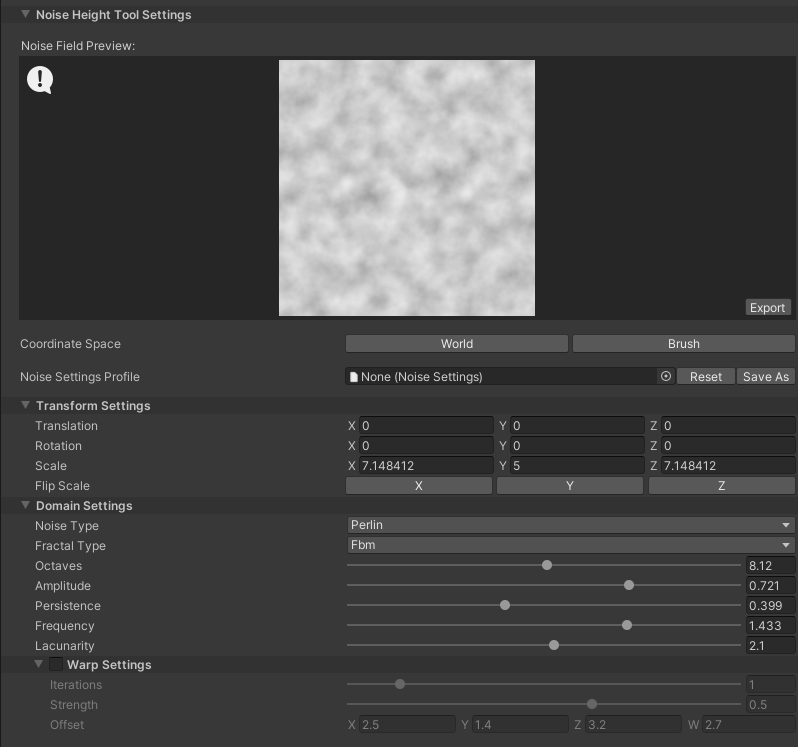 Noise Height Tool Settings
Noise Field Preview:
Export
Coordinate Space World Brush
Noise Settings Profile None (Noise Settings) Reset Save As
Transform Settings
Translation X 0 Y 0 Z 0
Rotation X 0 Y 0 Z 0
Scale X 7.148412 Y 5 Z 7.148412
Flip Scale X Y Z
Domain Settings
Noise Type Perlin
Fractal Type Fbm
Octaves 8.12
Amplitude 0.721
Persistence 0.399
Frequency 1.433
Lacunarity 2.1
Warp Settings
Iterations 1
Strength 0.5
Offset X 2.5 Y 1.4 Z 3.2 W 2.7